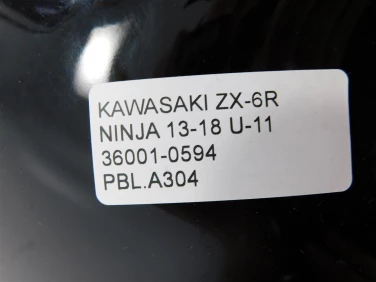 KAWASAKI ZX-6R
NINJA 13-18 U-11
36001-0594
PBL.A304